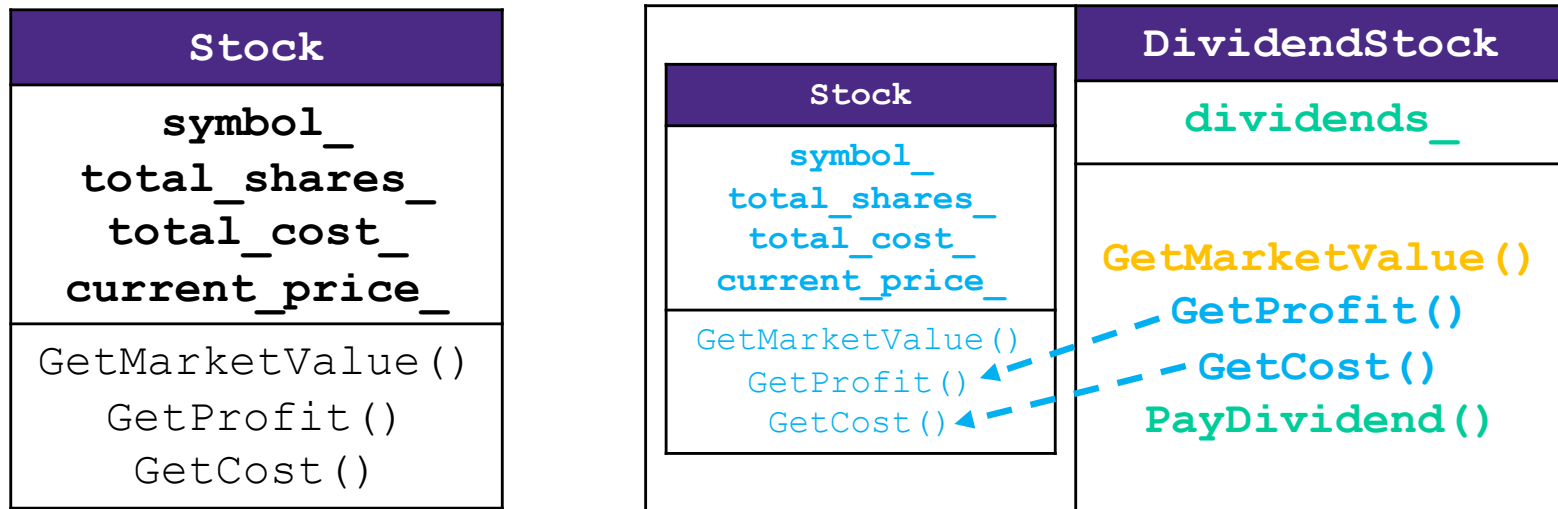 Stock
symbol_
total_shares_
total_cost_
current_price_
GetMarketValue()
GetProfit()
GetCost()
Stock
symbol_
total_shares_
total_cost_
current_price_
GetMarketValue()
GetProfit()
GetCost()
DividendStock
dividends_
GetMarketValue()
GetProfit()
GetCost()
PayDividend()